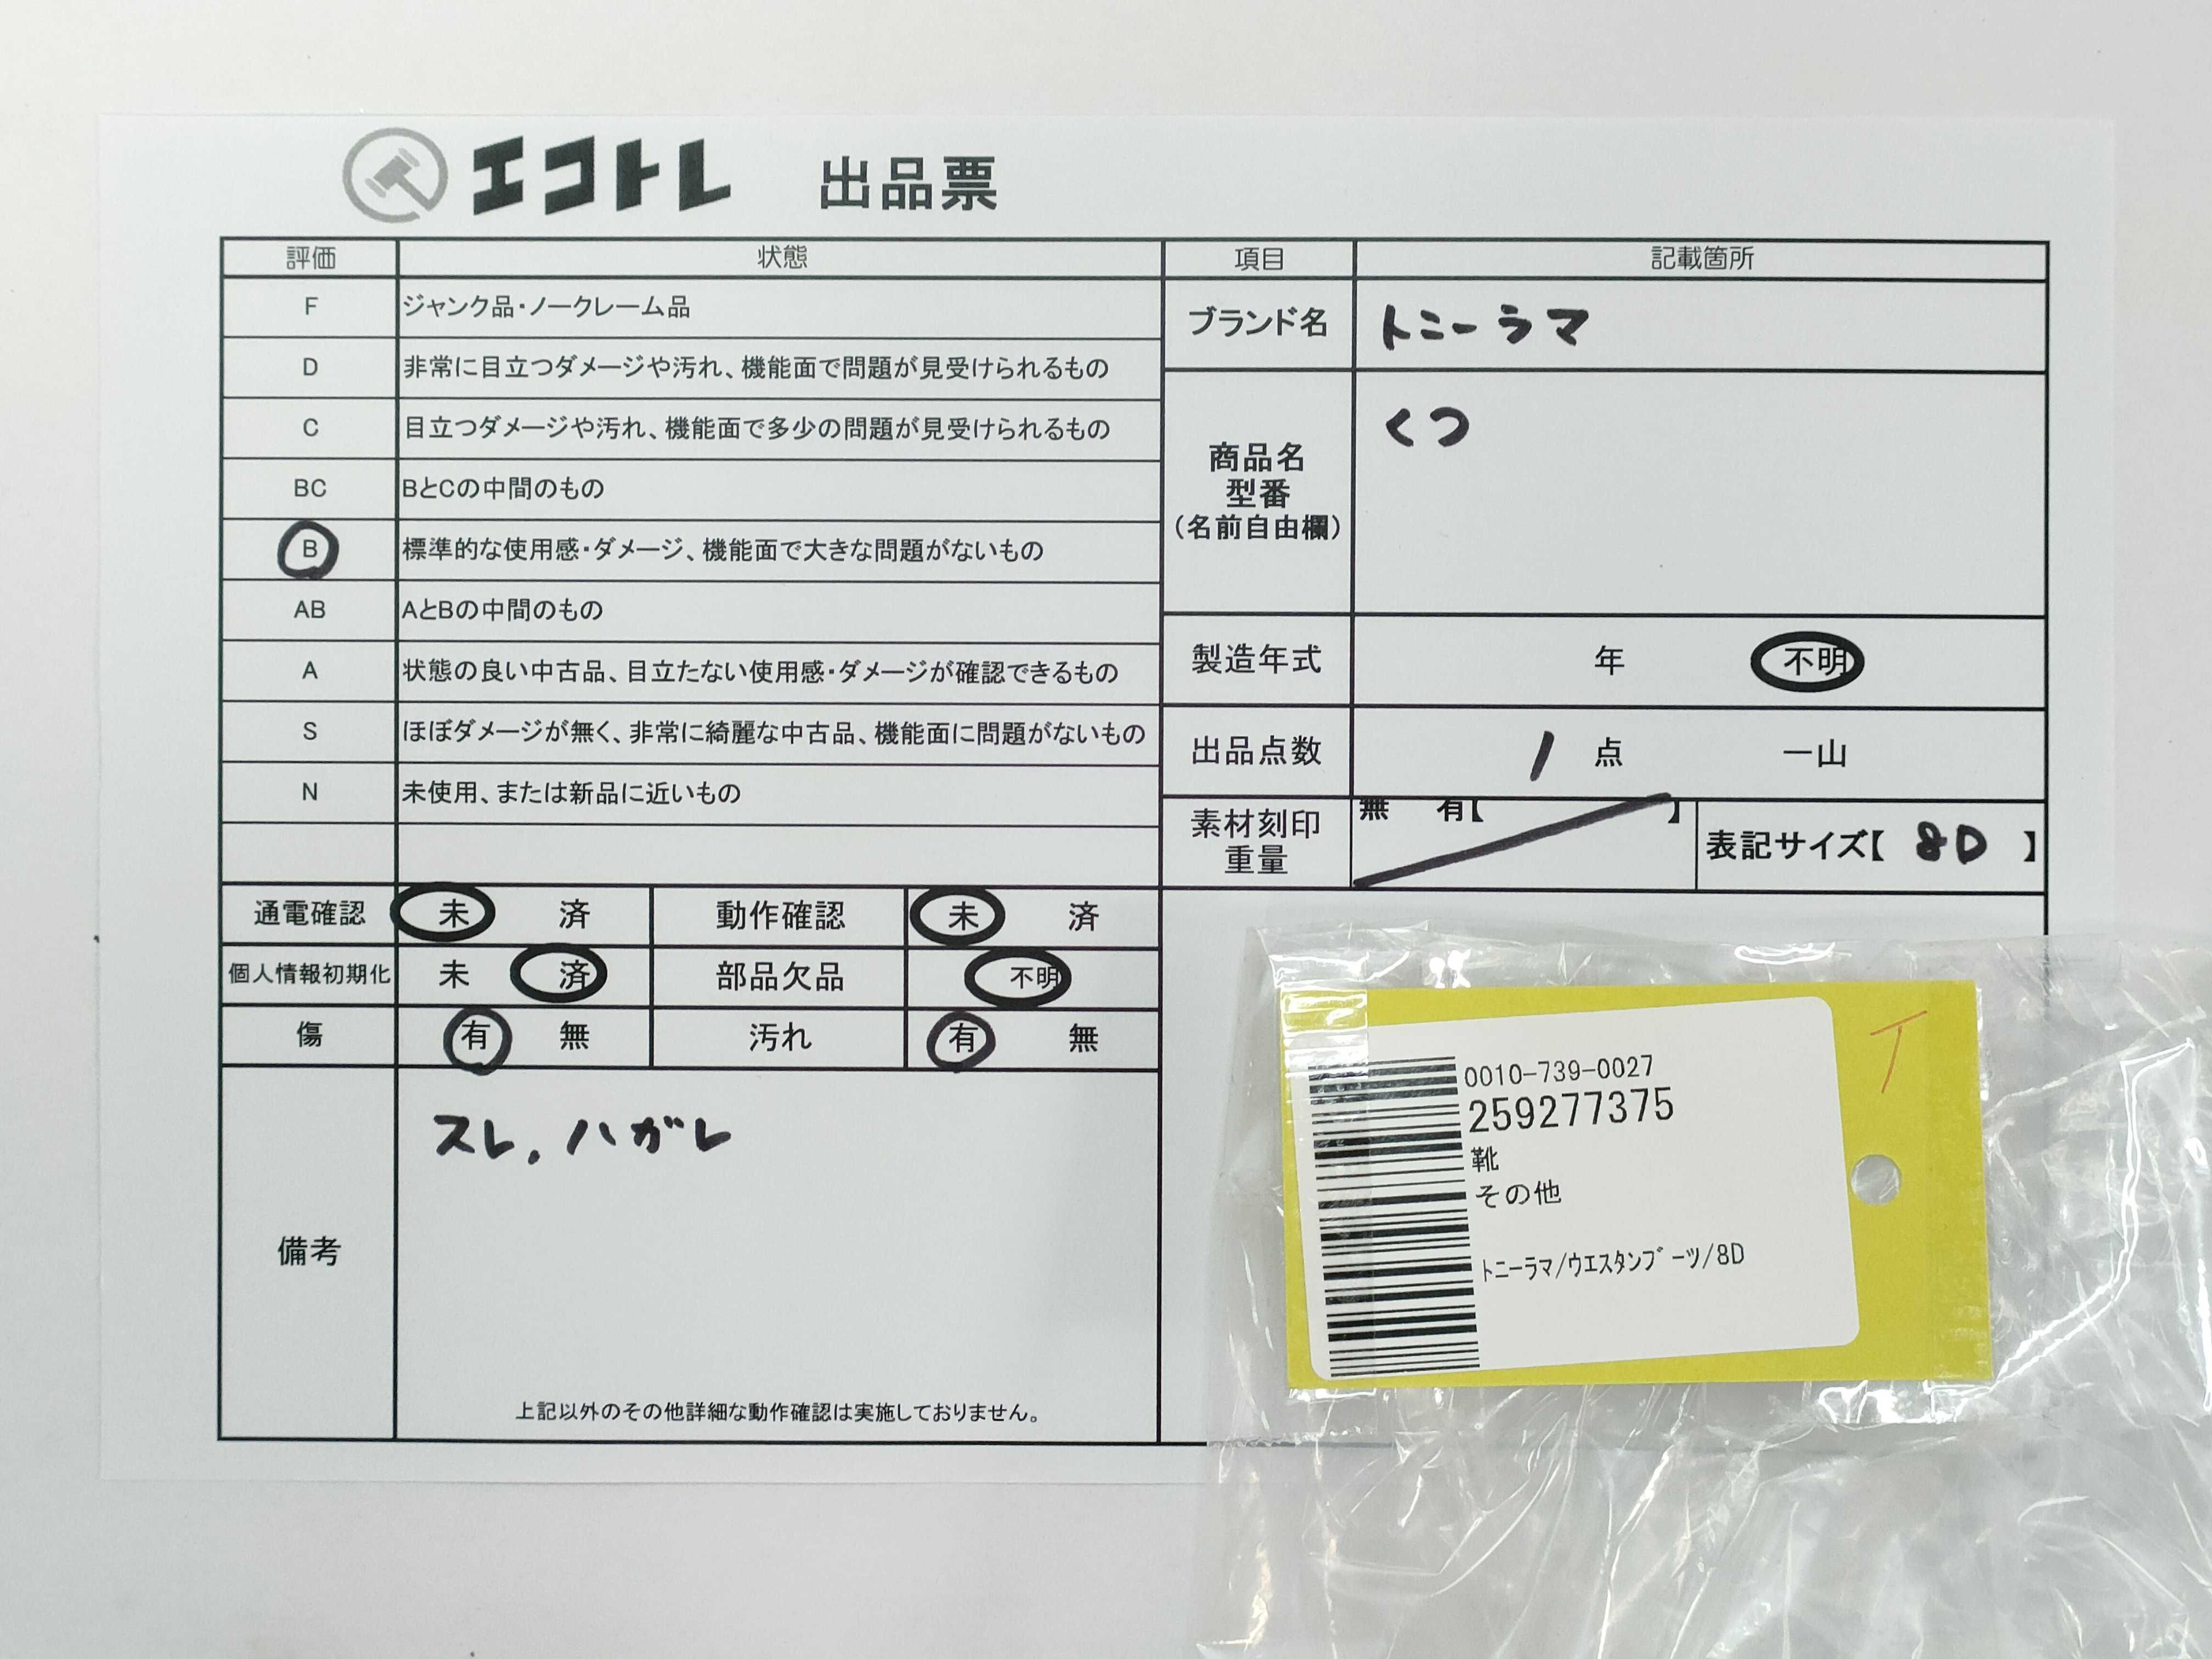 エコトレ 出品票
評価 状態
F ジャンク品・ノークレーム品
D 非常に目立つダメージや汚れ、機能面で問題が見受けられるもの
C 目立つダメージや汚れ、機能面で多少の問題が見受けられるもの
BC BとCの中間のもの
B 標準的な使用感・ダメージ、機能面で大きな問題がないもの
AB AとBの中間のもの
A 状態の良い中古品、目立たない使用感・ダメージが確認できるもの
S ほぼダメージが無く、非常に綺麗な中古品、機能面に問題がないもの
N 未使用、または新品に近いもの
通電確認 未 済 動作確認 未 済
個人情報初期化 未 済 部品欠品 不明
傷 有 無 汚れ 有 無
備考
スレ、ハガレ
上記以外のその他詳細な動作確認は実施しておりません。
項目 記載箇所
ブランド名 トニーラマ
商品名
型番
（名前自由欄）
くつ
製造年式 年 不明
出品点数 1 点 一山
素材刻印
重量
無 有【 】
表記サイズ【 8D 】
0010-739-0027
259277375
靴
その他
ﾄﾆｰラマ/ｳｴｽﾀﾝﾌﾞｰﾂ/8D